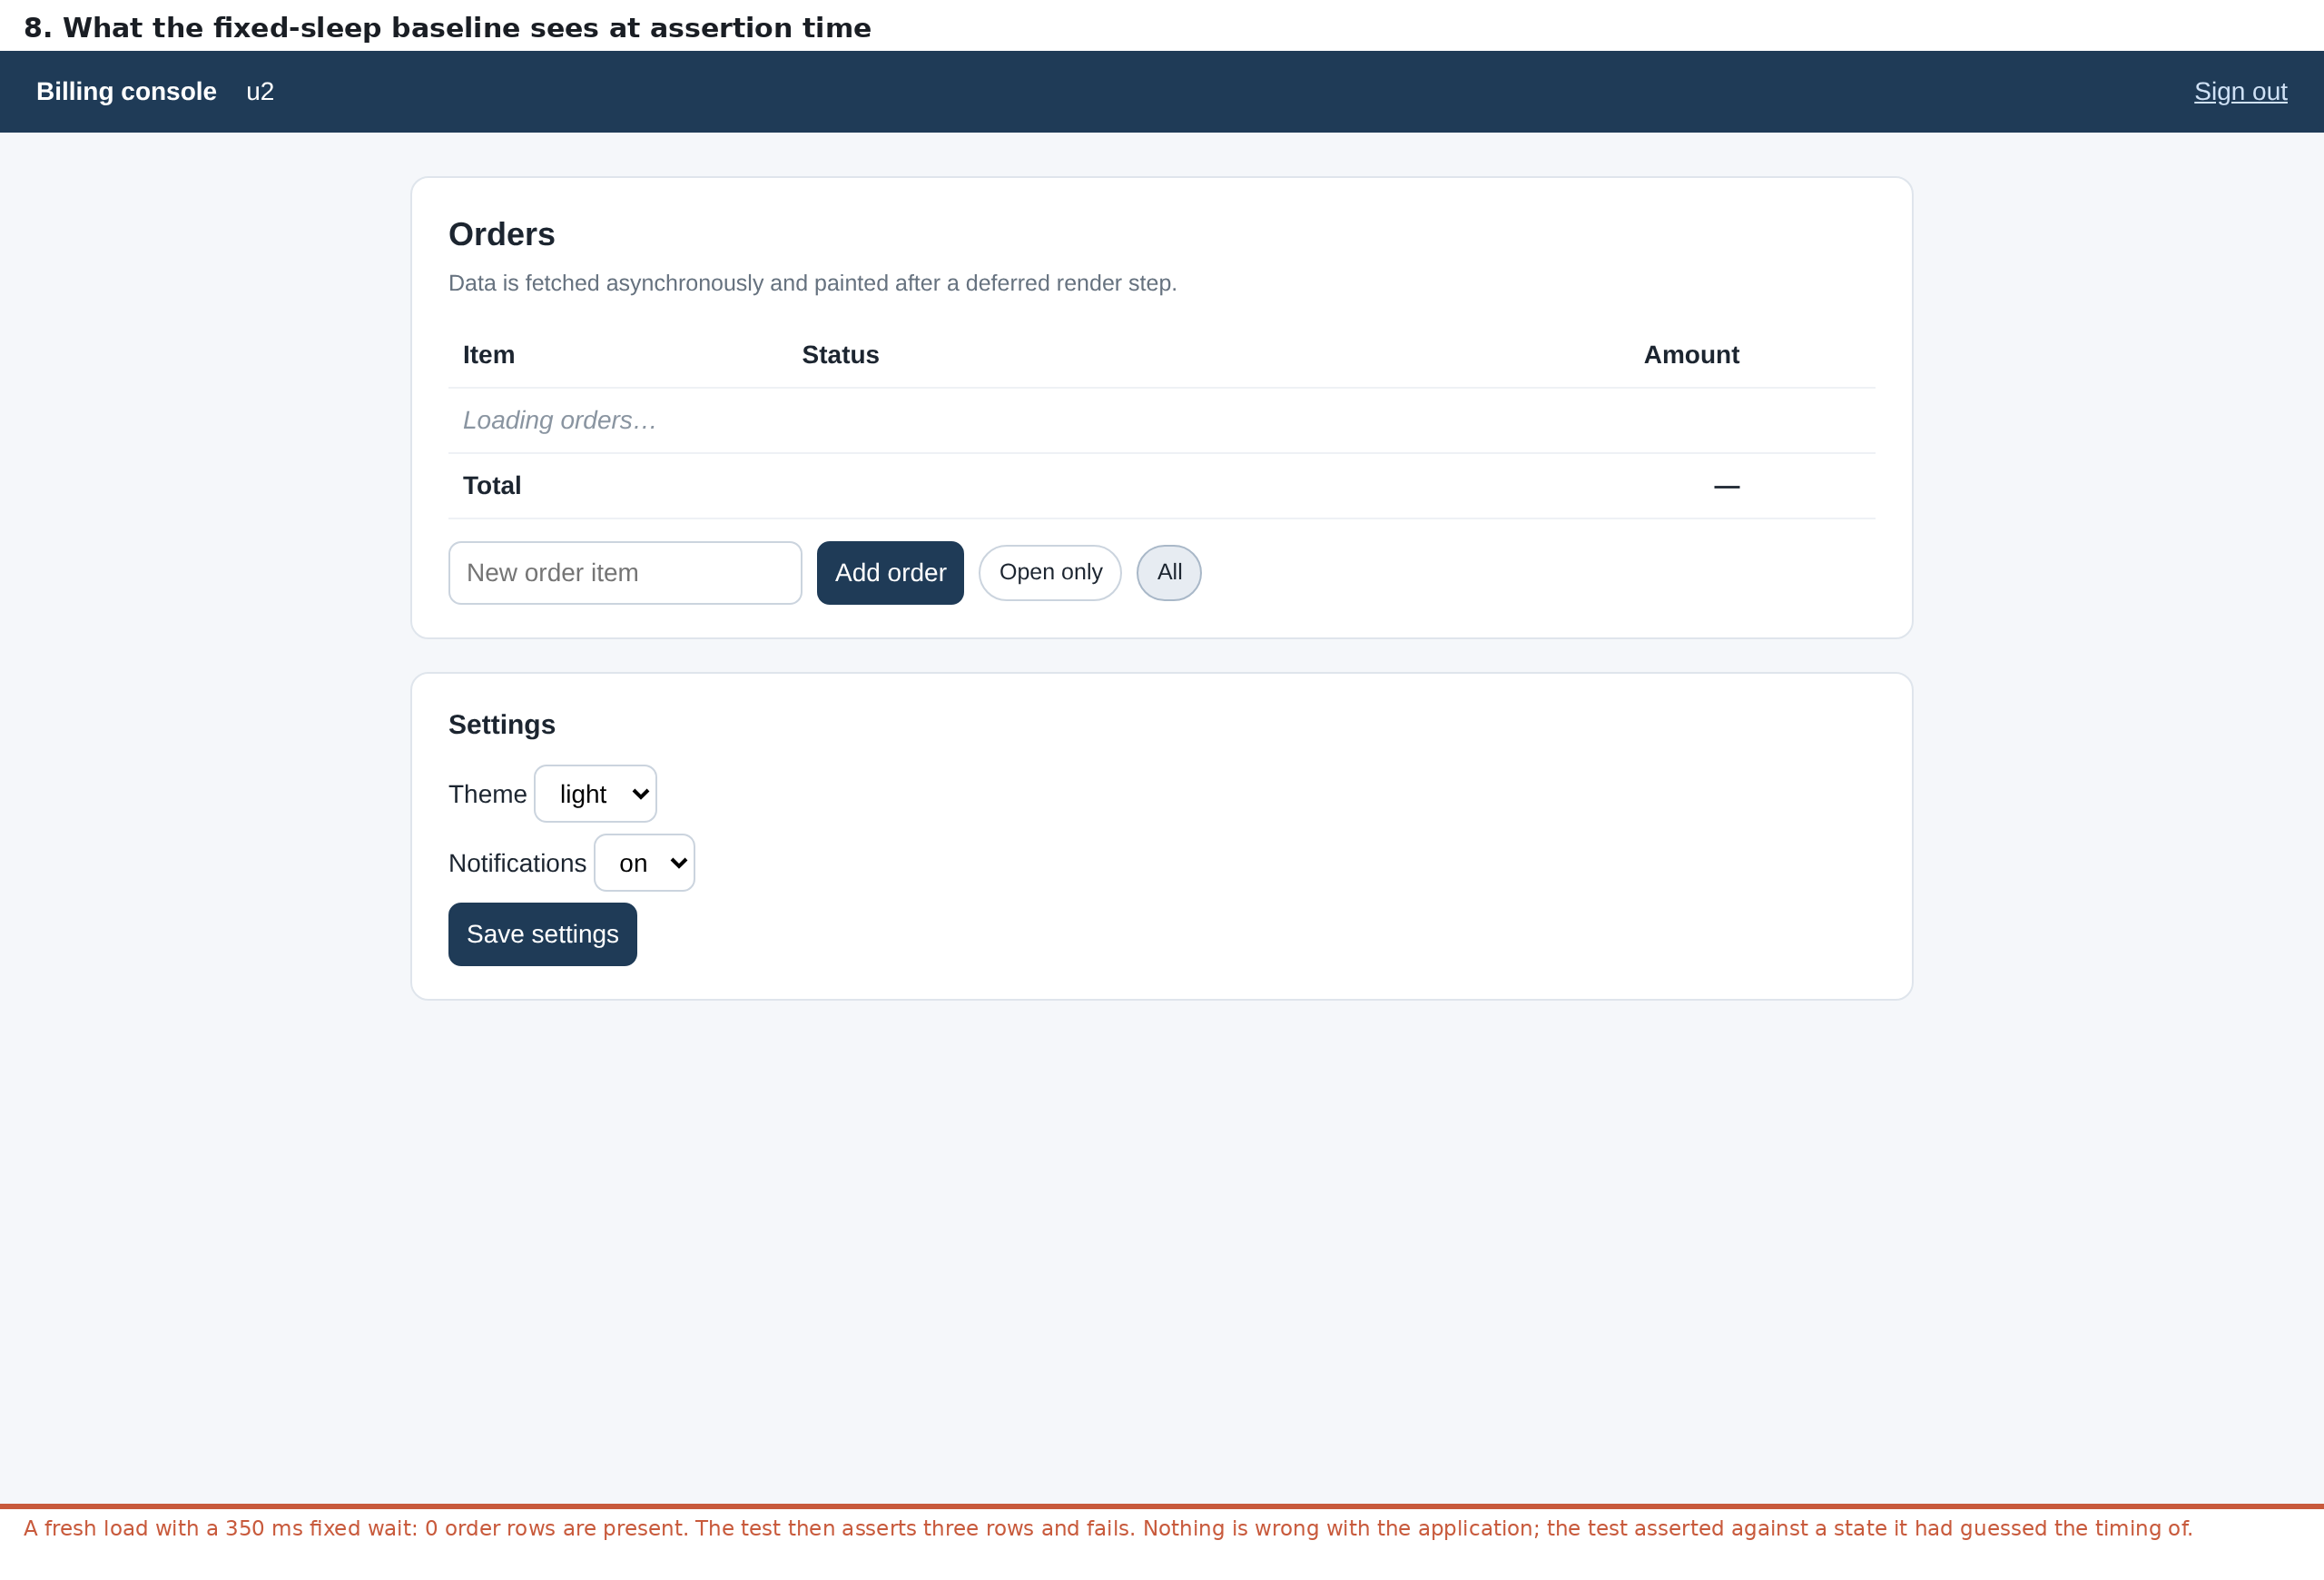 8. What the fixed-sleep baseline sees at assertion time
Billing console u2 Sign out
Orders
Data is fetched asynchronously and painted after a deferred render step.
Item Status Amount
Loading orders…
Total —
New order item Add order Open only All
Settings
Theme light
Notifications on
Save settings
A fresh load with a 350 ms fixed wait: 0 order rows are present. The test then asserts three rows and fails. Nothing is wrong with the application; the test asserted against a state it had guessed the timing of.